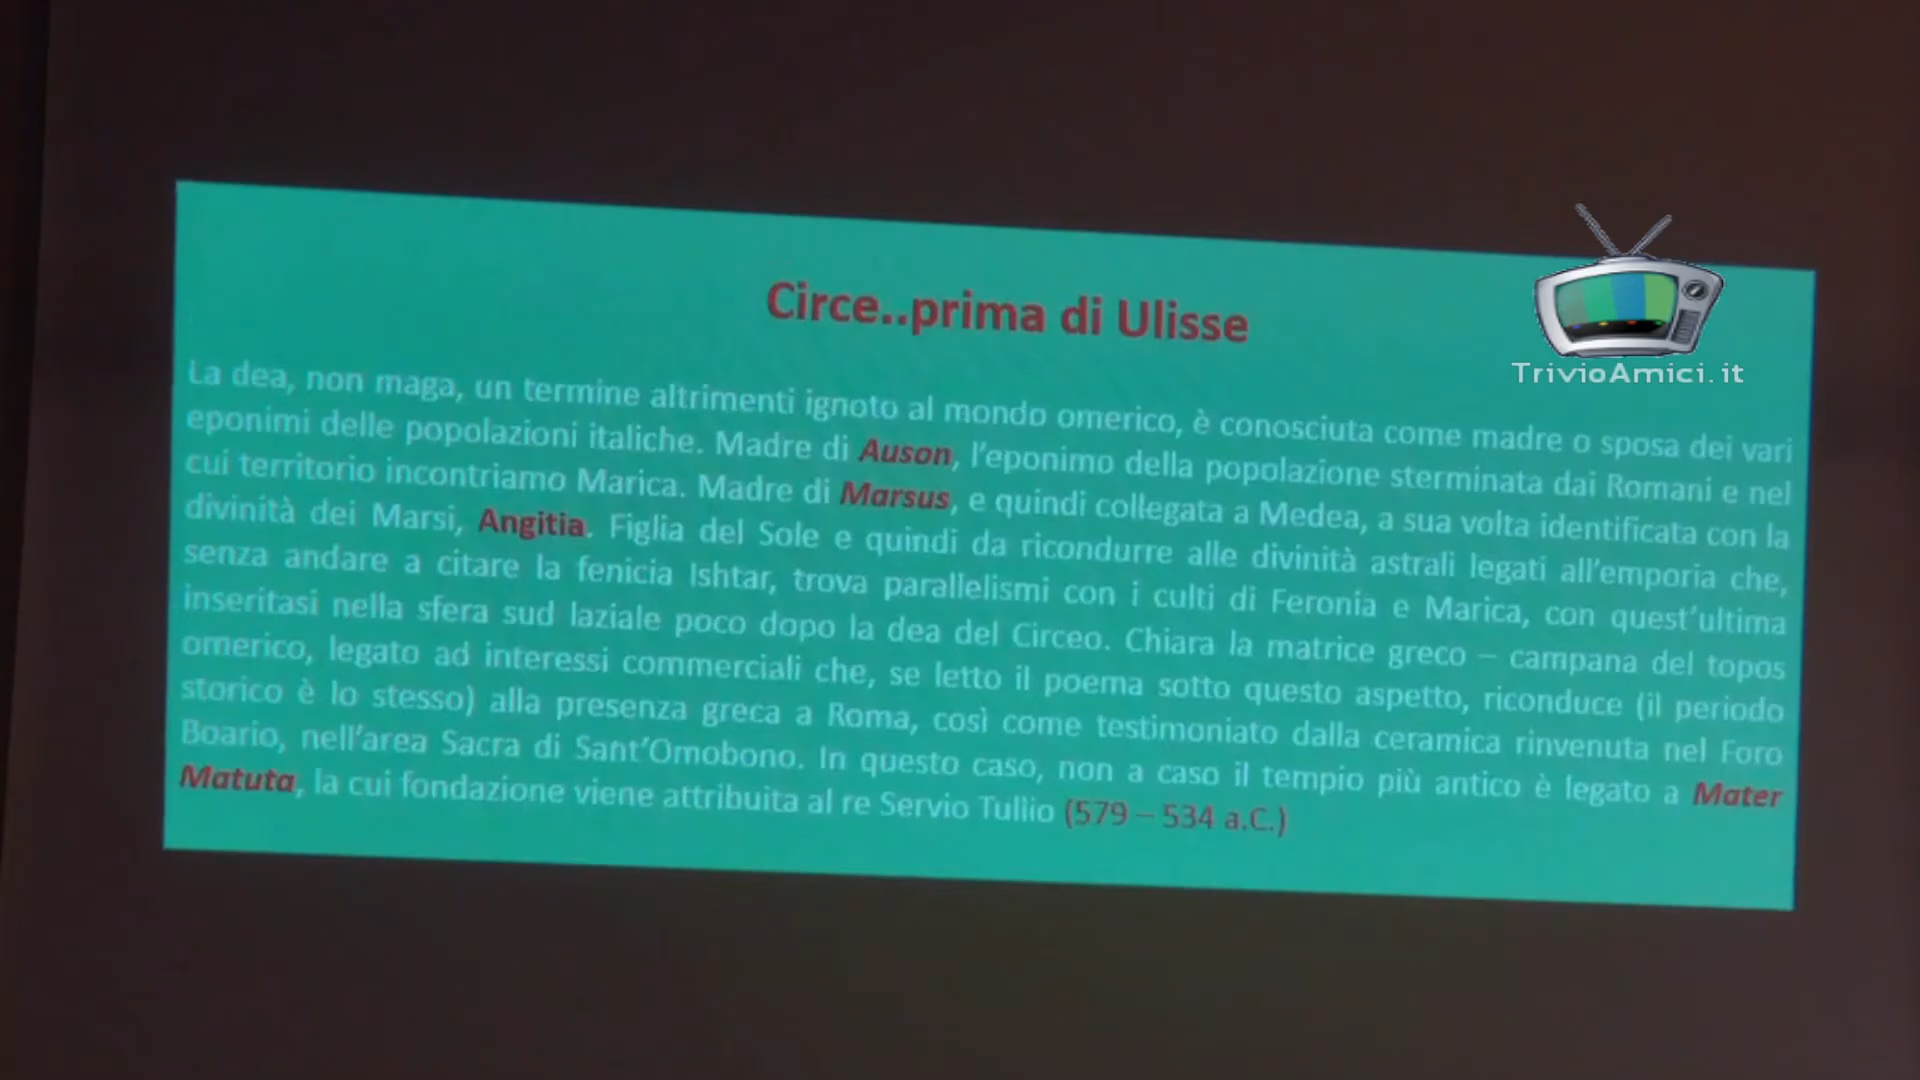 Circe..prima di Ulisse
TrivioAmici.it
La dea, non maga, un termine altrimenti ignoto al mondo omerico, è conosciuta come madre o sposa dei vari
eponimi delle popolazioni italiche. Madre di Auson, l'eponimo della popolazione sterminata dai Romani e nel
cui territorio incontriamo Marica. Madre di Marsus, e quindi collegata a Medea, a sua volta identificata con la
divinità dei Marsi, Angitia. Figlia del Sole e quindi da ricondurre alle divinità astrali legati all'emporia che,
senza andare a citare la fenicia Ishtar, trova parallelismi con i culti di Feronia e Marica, con quest'ultima
inseritasi nella sfera sud laziale poco dopo la dea del Circeo. Chiara la matrice greco – campana del topos
omerico, legato ad interessi commerciali che, se letto il poema sotto questo aspetto, riconduce (il periodo
storico è lo stesso) alla presenza greca a Roma, così come testimoniato dalla ceramica rinvenuta nel Foro
Boario, nell'area Sacra di Sant'Omobono. In questo caso, non a caso il tempio più antico è legato a Mater
Matuta, la cui fondazione viene attribuita al re Servio Tullio (579 – 534 a.C.)